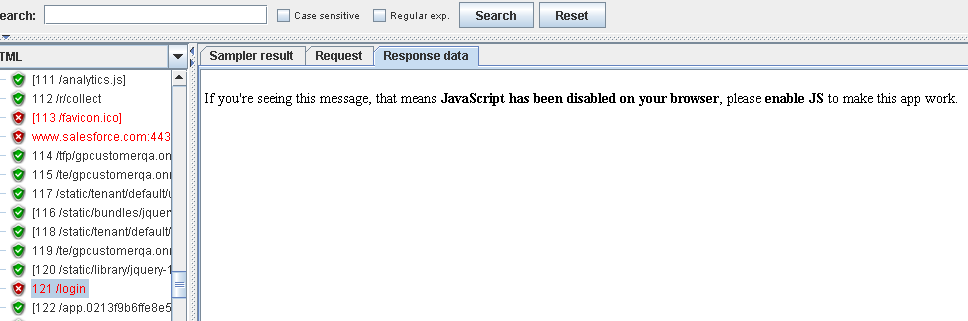 earch:
Case sensitive
Regular exp.
Search
Reset
TML
Sampler result
Request
Response data
[111 /analytics.js]
112 /r/collect
[113 /favicon.ico]
www.salesforce.com:443
114 /tfp/gpcustomerqa.on
115 /te/gpcustomerqa.on
117 /static/tenant/default/
[116 /static/bundles/jquer
[118 /static/tenant/default/
119 /te/gpcustomerqa.on
[120 /static/library/jquery-1
121 /login
[122 /app.0213f9b6ffe8e5
If you're seeing this message, that means JavaScript has been disabled on your browser, please enable JS to make this app work.